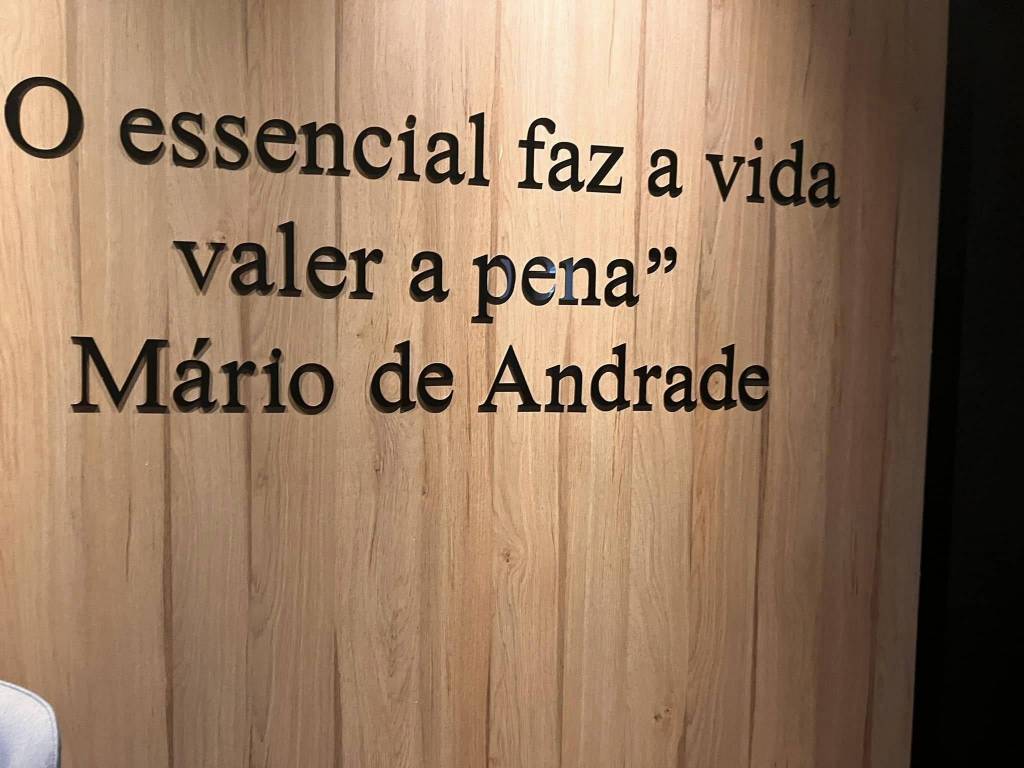 O essencial faz a vida
valer a pena”
Mário de Andrade